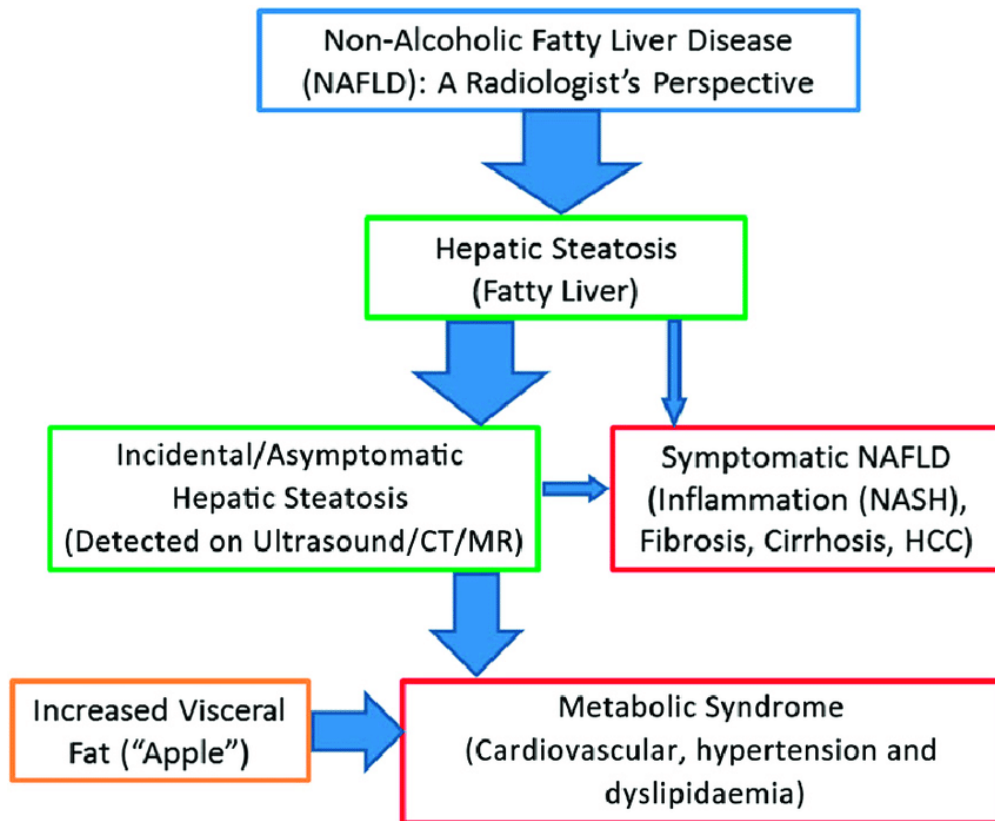 Non-Alcoholic Fatty Liver Disease
(NAFLD): A Radiologist's Perspective
Hepatic Steatosis
(Fatty Liver)
Incidental/Asymptomatic
Hepatic Steatosis
(Detected on Ultrasound/CT/MR)
Symptomatic NAFLD
(Inflammation (NASH),
Fibrosis, Cirrhosis, HCC)
Increased Visceral
Fat (“Apple”)
Metabolic Syndrome
(Cardiovascular, hypertension and
dyslipidaemia)